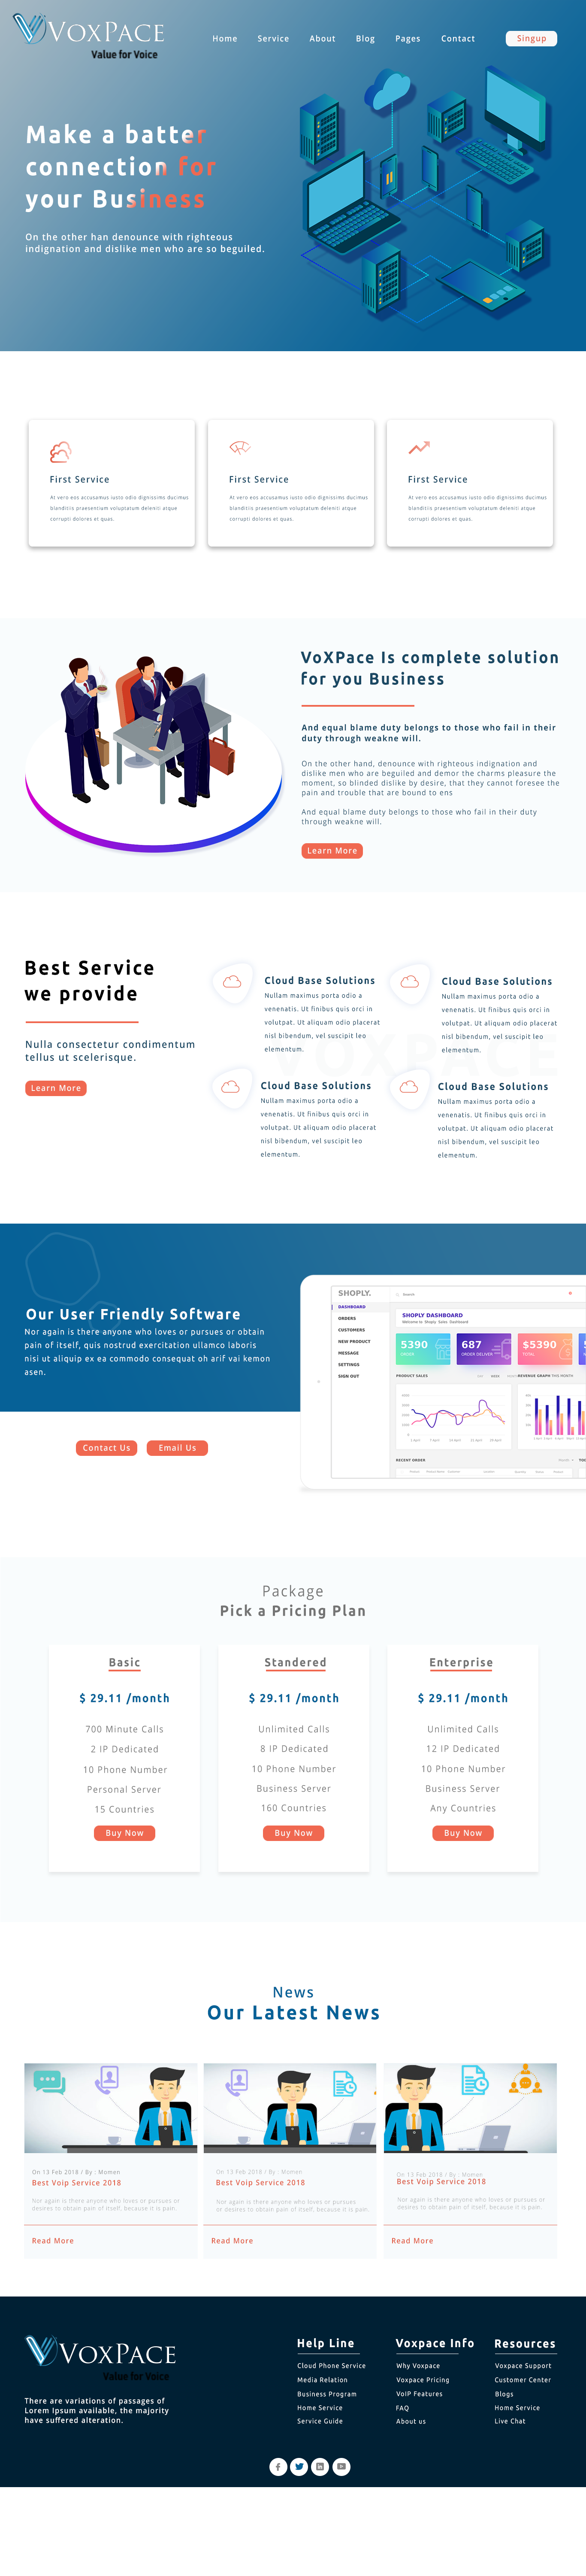 VOXPACE
Value for Voice
Home Service About Blog Pages Contact Singup
Make a batter
connection for
your Business
On the other han denounce with righteous
indignation and dislike men who are so beguiled.
First Service
At vero eos accusamus iusto odio dignissimo ducimus
blanditiis praesentium voluptatum deleniti atque
corrupti dolores et quas.
First Service
At vero eos accusamus iusto odio dignissimo ducimus
blanditiis praesentium voluptatum deleniti atque
corrupti dolores et quas.
First Service
At vero eos accusamus iusto odio dignissimo ducimus
blanditiis praesentium voluptatum deleniti atque
corrupti dolores et quas.
VoXPace Is complete solution
for you Business
And equal blame duty belongs to those who fail in their
duty through weakne will.
On the other hand, denounce with righteous indignation and
dislike men who are beguiled and demor the charms pleasure the
moment, so blinded dislike by desire, that they cannot foresee the
pain and trouble that are bound to ens
And equal blame duty belongs to those who fail in their duty
through weakne will.
Learn More
Best Service
we provide
Nulla consectetur condimentum
tellus ut scelerisque.
Learn More
VOXPACE
Cloud Base Solutions
Nullam maximus porta odio a
venenatis. Ut finibus quis orci in
volutpat. Ut aliquam odio placerat
nisl bibendum, vel suscipit leo
elementum.
Cloud Base Solutions
Nullam maximus porta odio a
venenatis. Ut finibus quis orci in
volutpat. Ut aliquam odio placerat
nisl bibendum, vel suscipit leo
elementum.
Cloud Base Solutions
Nullam maximus porta odio a
venenatis. Ut finibus quis orci in
volutpat. Ut aliquam odio placerat
nisl bibendum, vel suscipit leo
elementum.
Cloud Base Solutions
Nullam maximus porta odio a
venenatis. Ut finibus quis orci in
volutpat. Ut aliquam odio placerat
nisl bibendum, vel suscipit leo
elementum.
Our User Friendly Software
Nor again is there anyone who loves or pursues or obtain
pain of itself, quis nostrud exercitation ullamco laboris
nisi ut aliquip ex ea commodo consequat oh arif vai kemon
asen.
Contact Us Email Us
SHOPLY.
Search
DASHBOARD
ORDERS
CUSTOMERS
NEW PRODUCT
MESSAGE
SETTINGS
SIGN OUT
SHOPLY DASHBOARD
Welcome to Shoply Sales Dashboard
5390
687
ORDER DELIVER
$5390
TOTAL
PRODUCT SALES
WEEK
REVENUE GRAPH THIS MONTH
RECENT ORDER
Package
Pick a Pricing Plan
Basic
$ 29.11 /month
700 Minute Calls
2 IP Dedicated
10 Phone Number
Personal Server
15 Countries
Buy Now
Standered
$ 29.11 /month
Unlimited Calls
8 IP Dedicated
10 Phone Number
Business Server
160 Countries
Buy Now
Enterprise
$ 29.11 /month
Unlimited Calls
12 IP Dedicated
10 Phone Number
Business Server
Any Countries
Buy Now
News
Our Latest News
On 13 Feb 2018 / By : Momen
Best Voip Service 2018
Nor again is there anyone who loves or pursues or
desires to obtain pain of itself, because it is pain.
Read More
On 13 Feb 2018 / By : Momen
Best Voip Service 2018
Nor again is there anyone who loves or pursues
or desires to obtain pain of itself, because it is pain.
Read More
On 13 Feb 2018 / By : Momen
Best Voip Service 2018
Nor again is there anyone who loves or pursues or
desires to obtain pain of itself, because it is pain.
Read More
VOXPACE
Value for Voice
There are variations of passages of
Lorem Ipsum available, the majority
have suffered alteration.
Help Line
Cloud Phone Service
Media Relation
Business Program
Home Service
Service Guide
Voxpace Info
Why Voxpace
Voxpace Pricing
VoIP Features
FAQ
About us
Resources
Voxpace Support
Customer Center
Blogs
Home Service
Live Chat